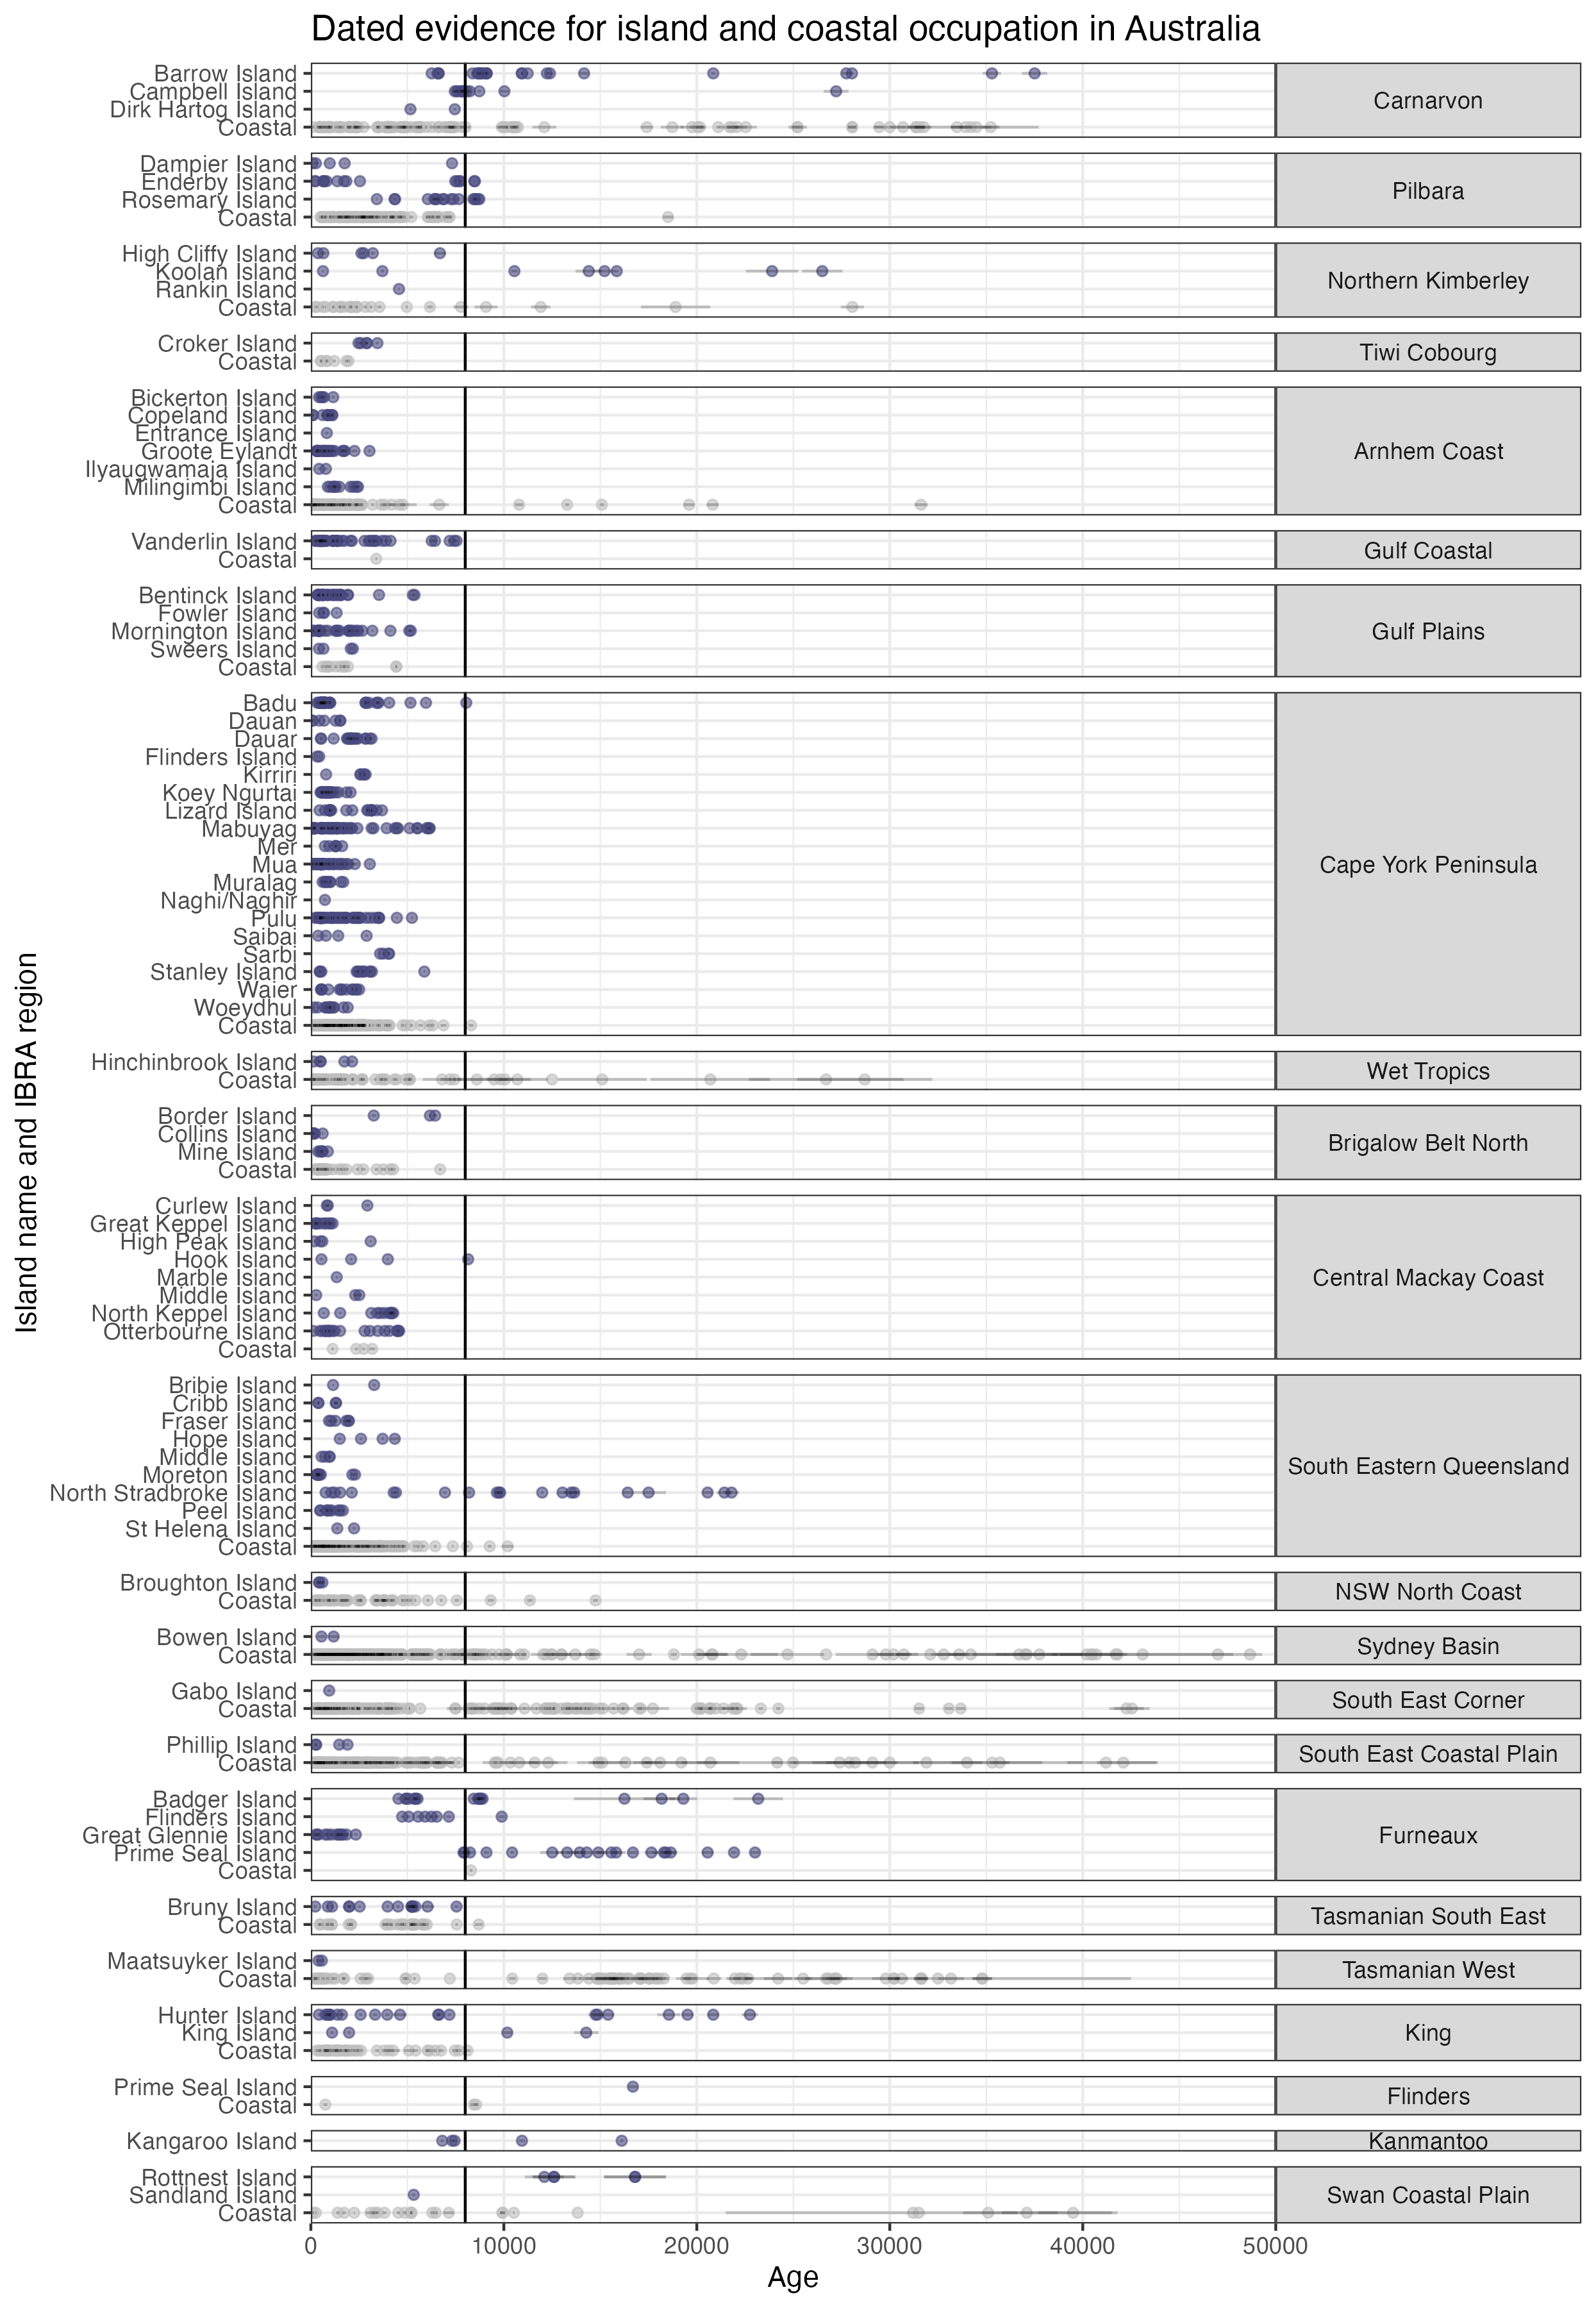 Dated evidence for island and coastal occupation in Australia
Island name and IBRA region
Barrow Island
Campbell Island
Dirk Hartog Island
Coastal
Carnarvon
Dampier Island
Enderby Island
Rosemary Island
Coastal
Pilbara
High Cliffy Island
Koolan Island
Rankin Island
Coastal
Northern Kimberley
Croker Island
Coastal
Tiwi Cobourg
Bickerton Island
Copeland Island
Entrance Island
Groote Eylandt
Ilyaugwamaja Island
Milingimbi Island
Coastal
Arnhem Coast
Vanderlin Island
Coastal
Gulf Coastal
Bentinck Island
Fowler Island
Mornington Island
Sweers Island
Coastal
Gulf Plains
Badu
Dauan
Dauar
Flinders Island
Kirriri
Koey Ngurtai
Lizard Island
Mabuyag
Mer
Mua
Muralag
Naghi/Naghir
Pulu
Saibai
Sarbi
Stanley Island
Waier
Woeydhul
Coastal
Cape York Peninsula
Hinchinbrook Island
Coastal
Wet Tropics
Border Island
Collins Island
Mine Island
Coastal
Brigalow Belt North
Curlew Island
Great Keppel Island
High Peak Island
Hook Island
Marble Island
Middle Island
North Keppel Island
Otterbourne Island
Coastal
Central Mackay Coast
Bribie Island
Cribb Island
Fraser Island
Hope Island
Middle Island
Moreton Island
North Stradbroke Island
Peel Island
St Helena Island
Coastal
South Eastern Queensland
Broughton Island
Coastal
NSW North Coast
Bowen Island
Coastal
Sydney Basin
Gabo Island
Coastal
South East Corner
Phillip Island
Coastal
South East Coastal Plain
Badger Island
Flinders Island
Great Glennie Island
Prime Seal Island
Coastal
Furneaux
Bruny Island
Coastal
Tasmanian South East
Maatsuyker Island
Coastal
Tasmanian West
Hunter Island
King Island
Coastal
King
Prime Seal Island
Coastal
Flinders
Kangaroo Island
Kanmantoo
Rottnest Island
Sandland Island
Coastal
Swan Coastal Plain
0 10000 20000 30000 40000 50000
Age